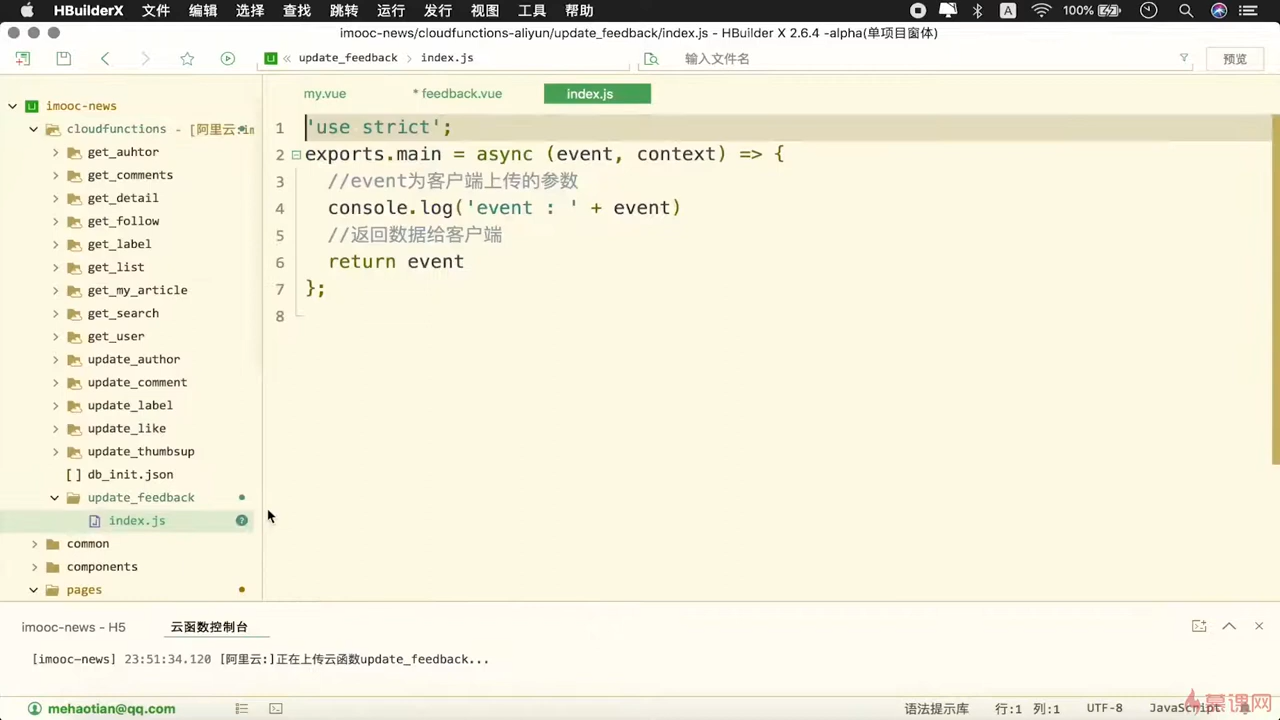 HBuilderX 文件 编辑 选择 查找 跳转 运行 发行 视图 工具 帮助 A 100%
imooc-news/cloudfunctions-aliyun/update_feedback/index.js - HBuilder X 2.6.4 -alpha(单项目窗体)
« update_feedback > index.js 输入文件名 预览
my.vue * feedback.vue index.js
imooc-news
cloudfunctions - [阿里云:im
get_auhtor
get_comments
get_detail
get_follow
get_label
get_list
get_my_article
get_search
get_user
update_author
update_comment
update_label
update_like
update_thumbsup
[ ] db_init.json
update_feedback
index.js ?
common
components
pages
1 'use strict';
2 exports.main = async (event, context) => {
3 //event为客户端上传的参数
4 console.log('event : ' + event)
5 //返回数据给客户端
6 return event
7 };
8
imooc-news - H5 云函数控制台
[imooc-news] 23:51:34.120 [阿里云:]正在上传云函数update_feedback...
mehaotian@qq.com 语法提示库 行:1 列:1 UTF-8 JavaScript
慕课网